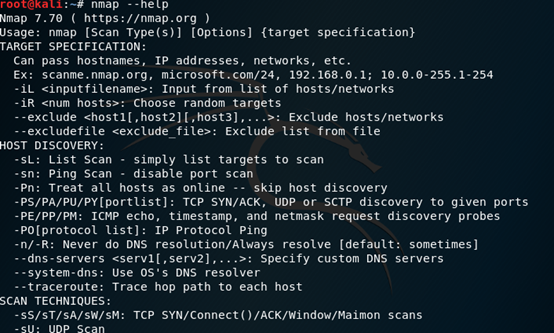 root@kali:~# nmap --help
Nmap 7.70 ( https://nmap.org )
Usage: nmap [Scan Type(s)] [Options] {target specification}
TARGET SPECIFICATION:
  Can pass hostnames, IP addresses, networks, etc.
  Ex: scanme.nmap.org, microsoft.com/24, 192.168.0.1; 10.0.0-255.1-254
  -iL <inputfilename>: Input from list of hosts/networks
  -iR <num hosts>: Choose random targets
  --exclude <host1[,host2][,host3],...>: Exclude hosts/networks
  --excludefile <exclude_file>: Exclude list from file
HOST DISCOVERY:
  -sL: List Scan - simply list targets to scan
  -sn: Ping Scan - disable port scan
  -Pn: Treat all hosts as online -- skip host discovery
  -PS/PA/PU/PY[portlist]: TCP SYN/ACK, UDP or SCTP discovery to given ports
  -PE/PP/PM: ICMP echo, timestamp, and netmask request discovery probes
  -PO[protocol list]: IP Protocol Ping
  -n/-R: Never do DNS resolution/Always resolve [default: sometimes]
  --dns-servers <serv1[,serv2],...>: Specify custom DNS servers
  --system-dns: Use OS's DNS resolver
  --traceroute: Trace hop path to each host
SCAN TECHNIQUES:
  -sS/sT/sA/sW/sM: TCP SYN/Connect()/ACK/Window/Maimon scans
  -sU: UDP Scan